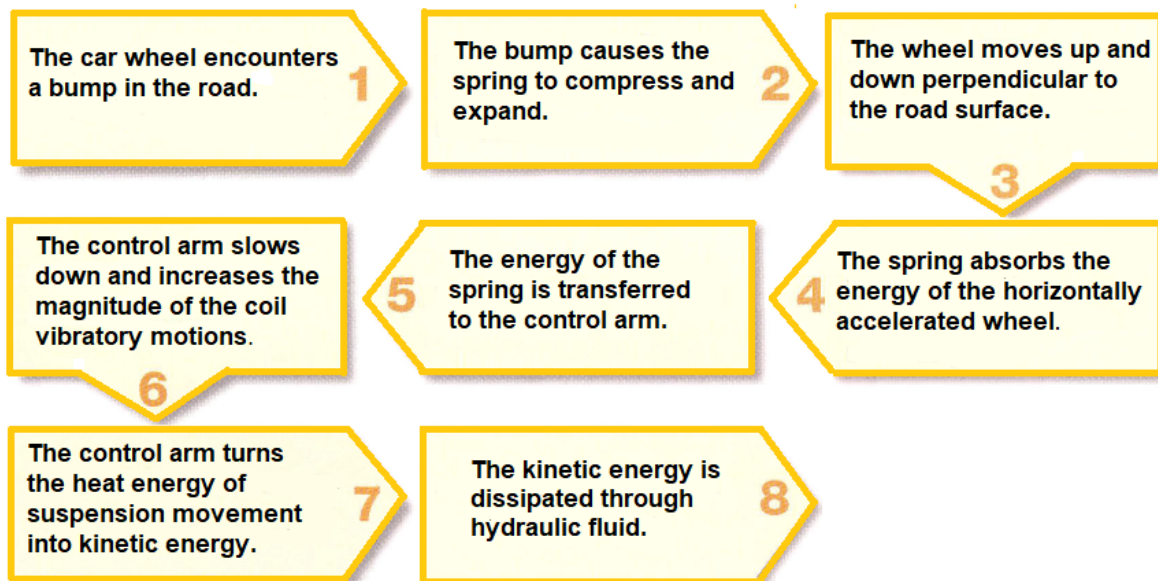 The car wheel encounters
a bump in the road.
1
The bump causes the
spring to compress and
expand.
2
The wheel moves up and
down perpendicular to
the road surface.
3
The spring absorbs the
energy of the horizontally
accelerated wheel.
4
The energy of the
spring is transferred
to the control arm.
5
The control arm slows
down and increases the
magnitude of the coil
vibratory motions.
6
The control arm turns
the heat energy of
suspension movement
into kinetic energy.
7
The kinetic energy is
dissipated through
hydraulic fluid.
8